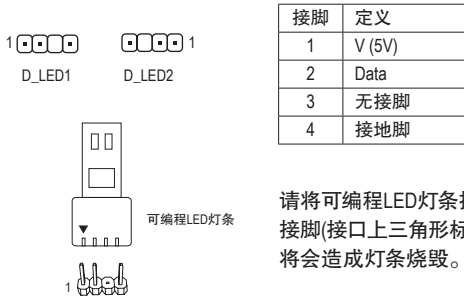 1
1
D_LED1
D_LED2
接脚 定义
1 V (5V)
2 Data
3 无接脚
4 接地脚
可编程LED灯条
1
请将可编程LED灯条
接脚(接口上三角形标
将会造成灯条烧毁。